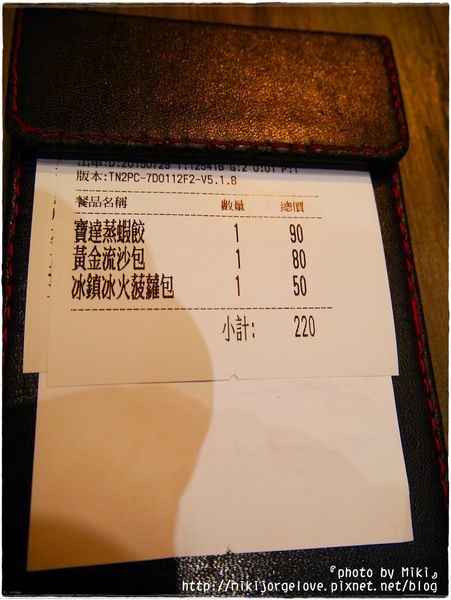 版本:TN2PC-7D0112F2-V5.1.8
餐品名稱 數量 總價
寶達蒸蝦餃 1 90
黃金流沙包 1 80
冰鎮冰火菠蘿包 1 50
小計: 220
『photo by Miki』
http://mikijorgelove.pixnet.net/blog